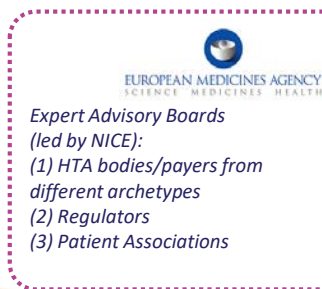 EUROPEAN MEDICINES AGENCY
SCIENCE MEDICINES HEALTH
Expert Advisory Boards
(led by NICE):
(1) HTA bodies/payers from
different archetypes
(2) Regulators
(3) Patient Associations